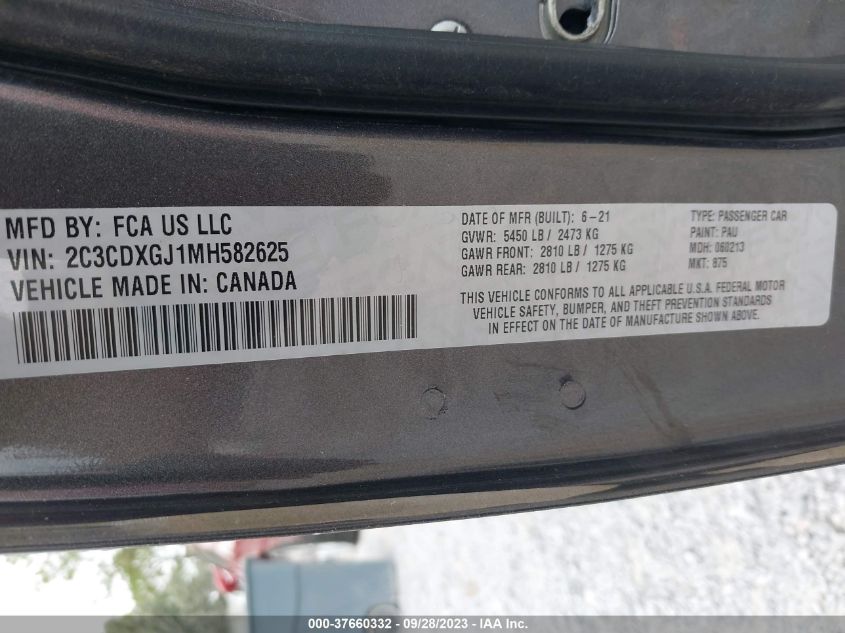 MFD BY: FCA US LLC
VIN: 2C3CDXGJ1MH582625
VEHICLE MADE IN: CANADA
DATE OF MFR (BUILT): 6-21
GVWR: 5450 LB / 2473 KG
GAWR FRONT: 2810 LB / 1275 KG
GAWR REAR: 2810 LB / 1275 KG
TYPE: PASSENGER CAR
PAINT: PAU
MDH: 060213
MKT: 875
THIS VEHICLE CONFORMS TO ALL APPLICABLE U.S.A. FEDERAL MOTOR
VEHICLE SAFETY, BUMPER, AND THEFT PREVENTION STANDARDS
IN EFFECT ON THE DATE OF MANUFACTURE SHOWN ABOVE.
000-37660332 - 09/28/2023 - IAA Inc.